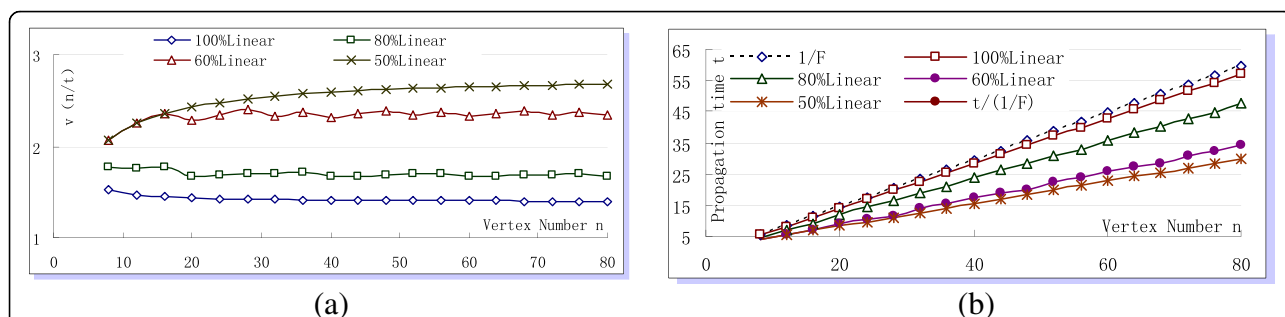 100%Linear 80%Linear
60%Linear 50%Linear
v (n/t)
3
2
1
Vertex Number n
0 10 20 30 40 50 60 70 80
(a)
1/F 100%Linear
80%Linear 60%Linear
50%Linear t/(1/F)
Propagation time t
65
55
45
35
25
15
5
Vertex Number n
0 20 40 60 80
(b)